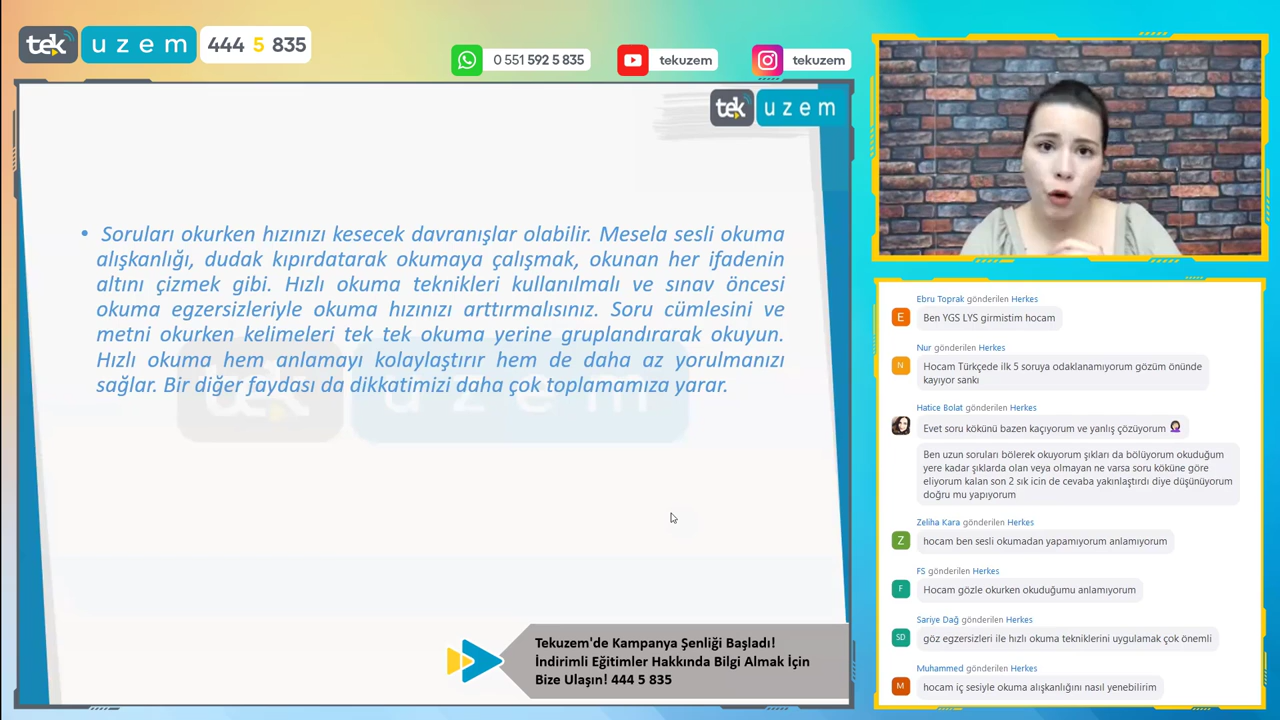 tek uzem 444 5 835
0 551 592 5 835 tekuzem tekuzem
tek uzem
• Soruları okurken hızınızı kesecek davranışlar olabilir. Mesela sesli okuma
alışkanlığı, dudak kıpırdatarak okumaya çalışmak, okunan her ifadenin
altını çizmek gibi. Hızlı okuma teknikleri kullanılmalı ve sınav öncesi
okuma egzersizleriyle okuma hızınızı arttırmalısınız. Soru cümlesini ve
metni okurken kelimeleri tek tek okuma yerine gruplandırarak okuyun.
Hızlı okuma hem anlamayı kolaylaştırır hem de daha az yorulmanızı
sağlar. Bir diğer faydası da dikkatimizi daha çok toplamamıza yarar.
tek uzem
Tekuzem'de Kampanya Şenliği Başladı!
İndirimli Eğitimler Hakkında Bilgi Almak İçin
Bize Ulaşın! 444 5 835
Ebru Toprak gönderilen Herkes
E
Ben YGS LYS girmistim hocam
Nur gönderilen Herkes
N
Hocam Türkçede ilk 5 soruya odaklanamıyorum gözüm önünde
kayıyor sankı
Hatice Bolat gönderilen Herkes
Evet soru kökünü bazen kaçıyorum ve yanlış çözüyorum
Ben uzun soruları bölerek okuyorum şıkları da bölüyorum okuduğum
yere kadar şıklarda olan veya olmayan ne varsa soru köküne göre
eliyorum kalan son 2 sık icin de cevaba yakınlaştırdı diye düşünüyorum
doğru mu yapıyorum
Zeliha Kara gönderilen Herkes
Z
hocam ben sesli okumadan yapamıyorum anlamıyorum
FS gönderilen Herkes
F
Hocam gözle okurken okuduğumu anlamıyorum
Sariye Dağ gönderilen Herkes
SD
göz egzersizleri ile hızlı okuma tekniklerini uygulamak çok önemli
Muhammed gönderilen Herkes
M
hocam iç sesiyle okuma alışkanlığını nasıl yenebilirim